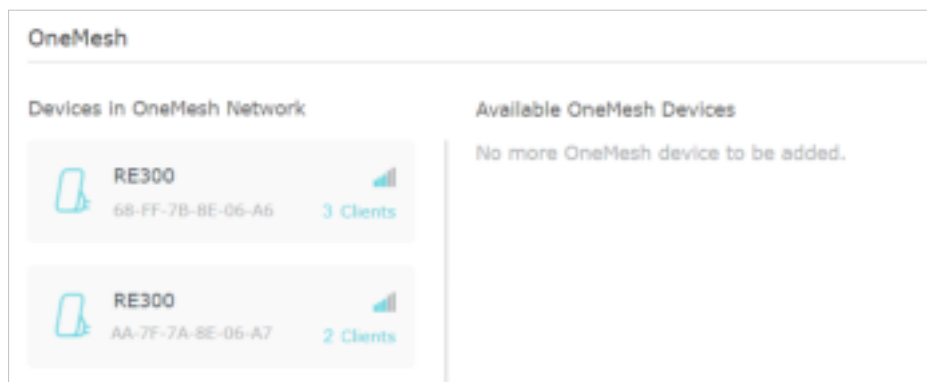 OneMesh
Devices in OneMesh Network
RE300
68-FF-7B-8E-06-A6
3 Clients
RE300
AA-7F-7A-8E-06-A7
2 Clients
Available OneMesh Devices
No more OneMesh device to be added.